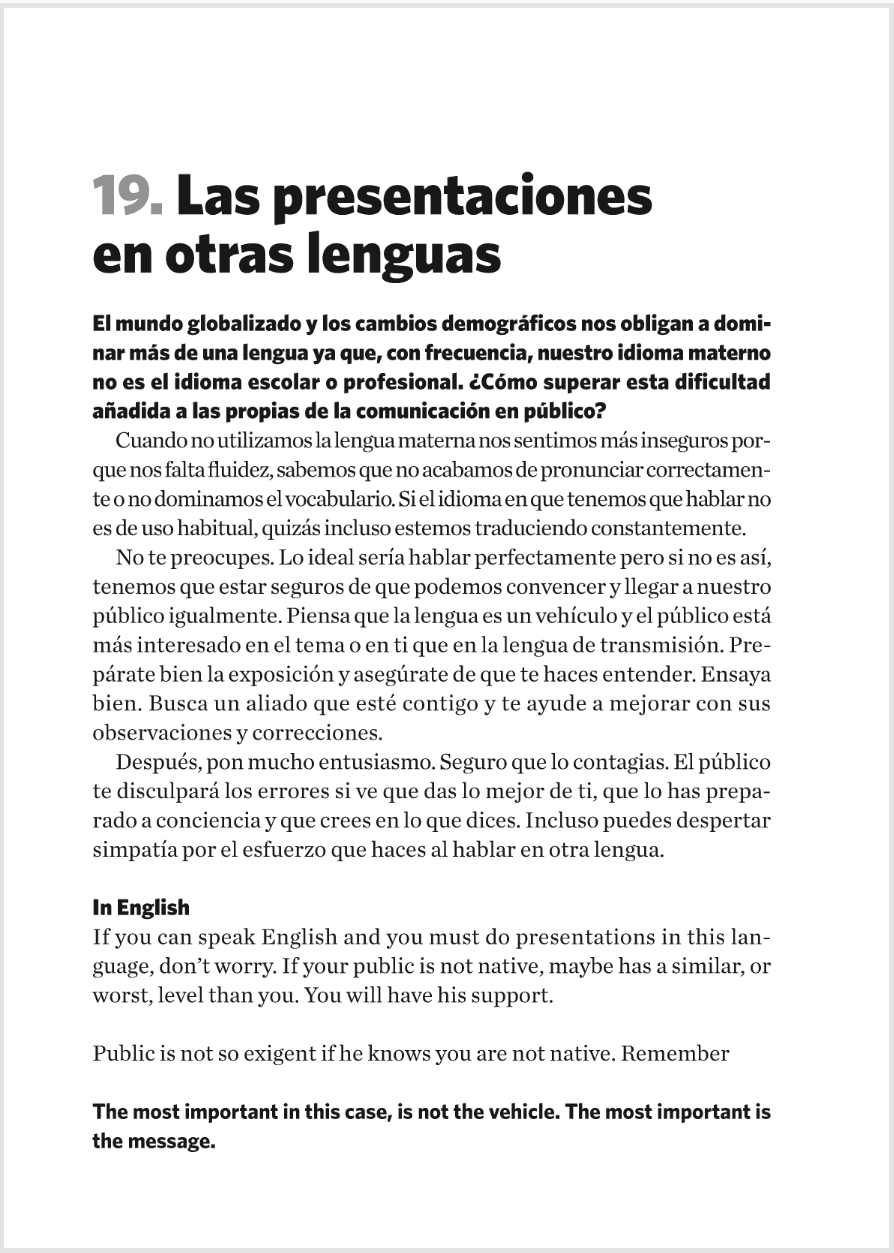 19. Las presentaciones
en otras lenguas
El mundo globalizado y los cambios demográficos nos obligan a domi-
nar más de una lengua ya que, con frecuencia, nuestro idioma materno
no es el idioma escolar o profesional. ¿Cómo superar esta dificultad
añadida a las propias de la comunicación en público?
Cuando no utilizamos la lengua materna nos sentimos más inseguros por-
que nos falta fluidez, sabemos que no acabamos de pronunciar correctamen-
te o no dominamos el vocabulario. Si el idioma en que tenemos que hablar no
es de uso habitual, quizás incluso estemos traduciendo constantemente.
No te preocupes. Lo ideal sería hablar perfectamente pero si no es así,
tenemos que estar seguros de que podemos convencer y llegar a nuestro
público igualmente. Piensa que la lengua es un vehículo y el público está
más interesado en el tema o en ti que en la lengua de transmisión. Pre-
párate bien la exposición y asegúrate de que te haces entender. Ensaya
bien. Busca un aliado que esté contigo y te ayude a mejorar con sus
observaciones y correcciones.
Después, pon mucho entusiasmo. Seguro que lo contagias. El público
te disculpará los errores si ve que das lo mejor de ti, que lo has prepa-
rado a conciencia y que crees en lo que dices. Incluso puedes despertar
simpatía por el esfuerzo que haces al hablar en otra lengua.
In English
If you can speak English and you must do presentations in this lan-
guage, don’t worry. If your public is not native, maybe has a similar, or
worst, level than you. You will have his support.
Public is not so exigent if he knows you are not native. Remember
The most important in this case, is not the vehicle. The most important is
the message.